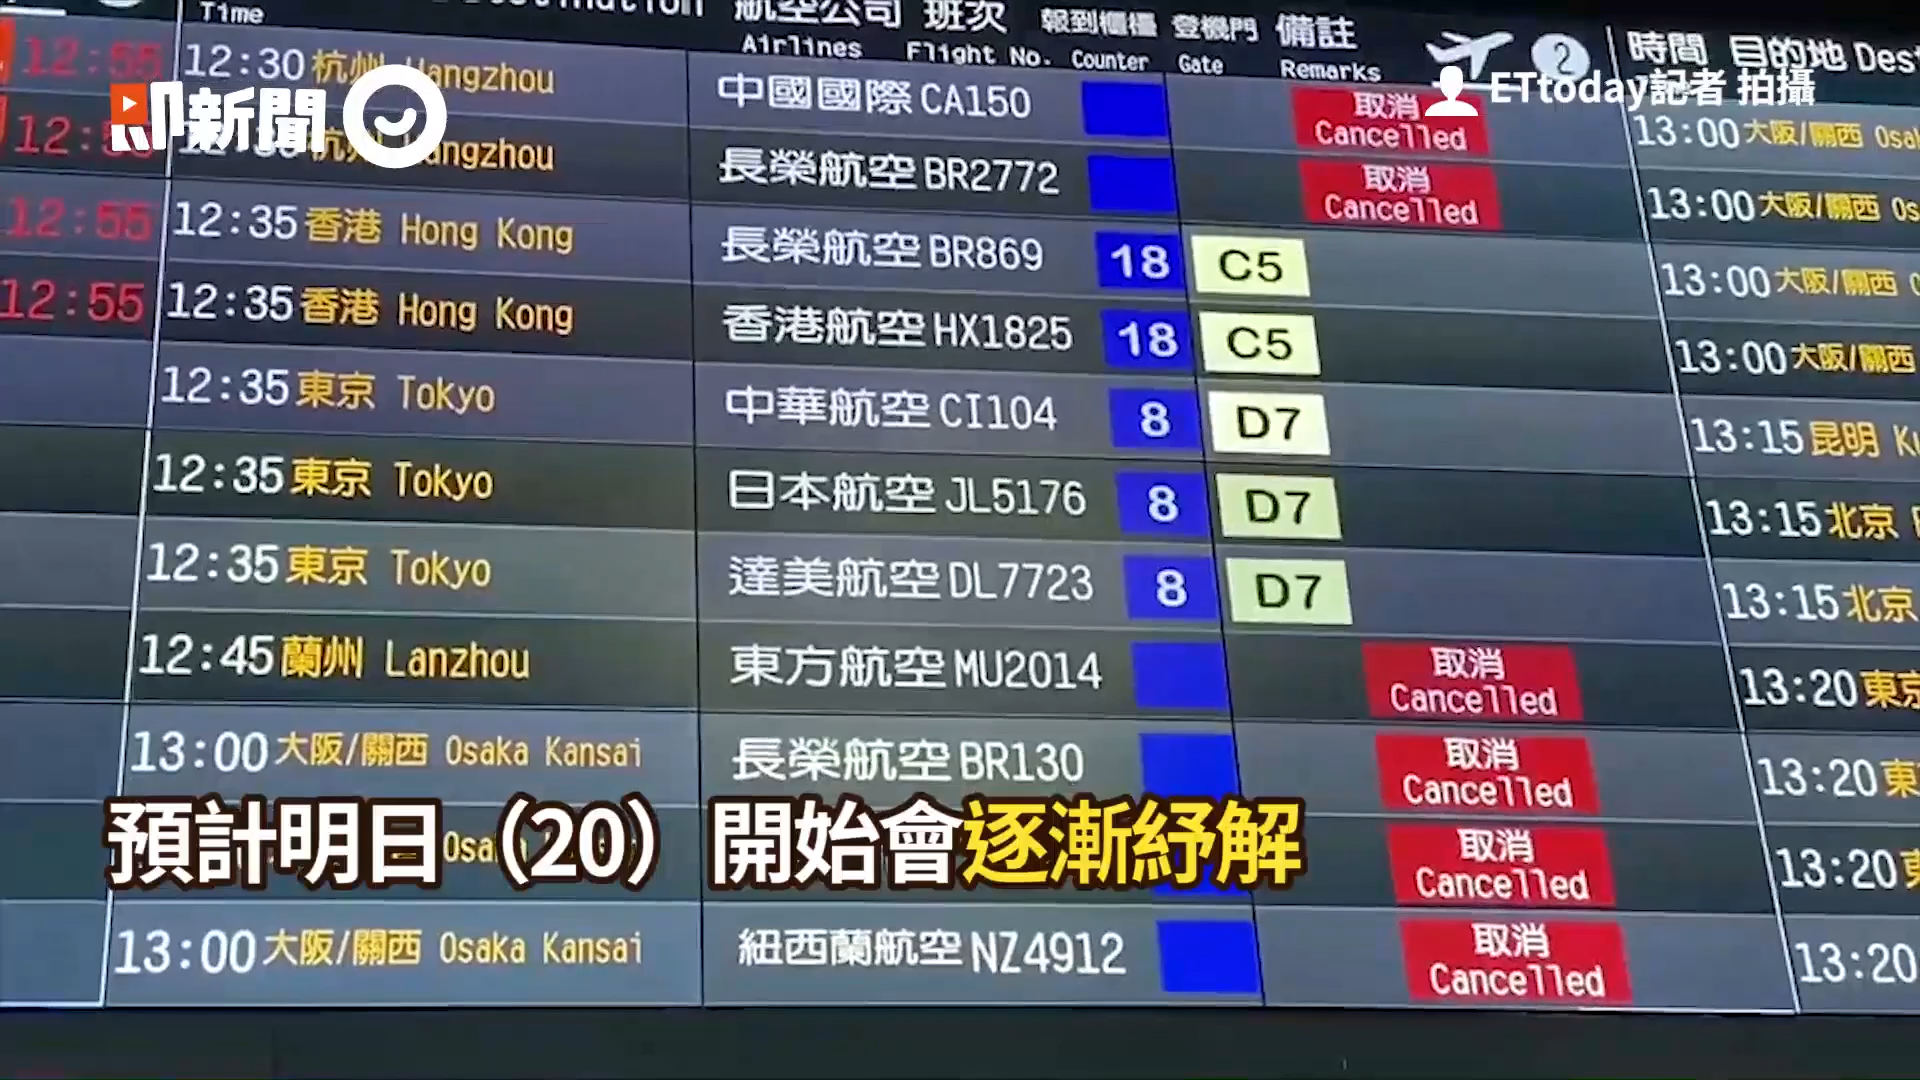 航空公司 班次 報到櫃檯 登機門 備註 2 時間 目的地
Time Airlines Flight No. Counter Gate Remarks
ETtoday記者 拍攝
新聞
12:55 12:30 杭州 Hangzhou 中國國際 CA150 取消 Cancelled 13:00 大阪/關西
杭州 長榮航空 BR2772 取消 Cancelled 13:00 大阪/關西
12:55 12:35 香港 Hong Kong 長榮航空 BR869 18 C5 13:00 大阪/關西
12:55 12:35 香港 Hong Kong 香港航空 HX1825 18 C5 13:00 大阪/關西
12:35 東京 Tokyo 中華航空 CI104 8 D7 13:15 昆明
12:35 東京 Tokyo 日本航空 JL5176 8 D7 13:15 北京
12:35 東京 Tokyo 達美航空 DL7723 8 D7 13:15 北京
12:45 蘭州 Lanzhou 東方航空 MU2014 取消 Cancelled 13:20 東京
13:00 大阪/關西 Osaka Kansai 長榮航空 BR130 取消 Cancelled 13:20
取消 Cancelled 13:20
預計明日（20）開始會逐漸紓解
13:00 大阪/關西 Osaka Kansai 紐西蘭航空 NZ4912 取消 Cancelled 13:20